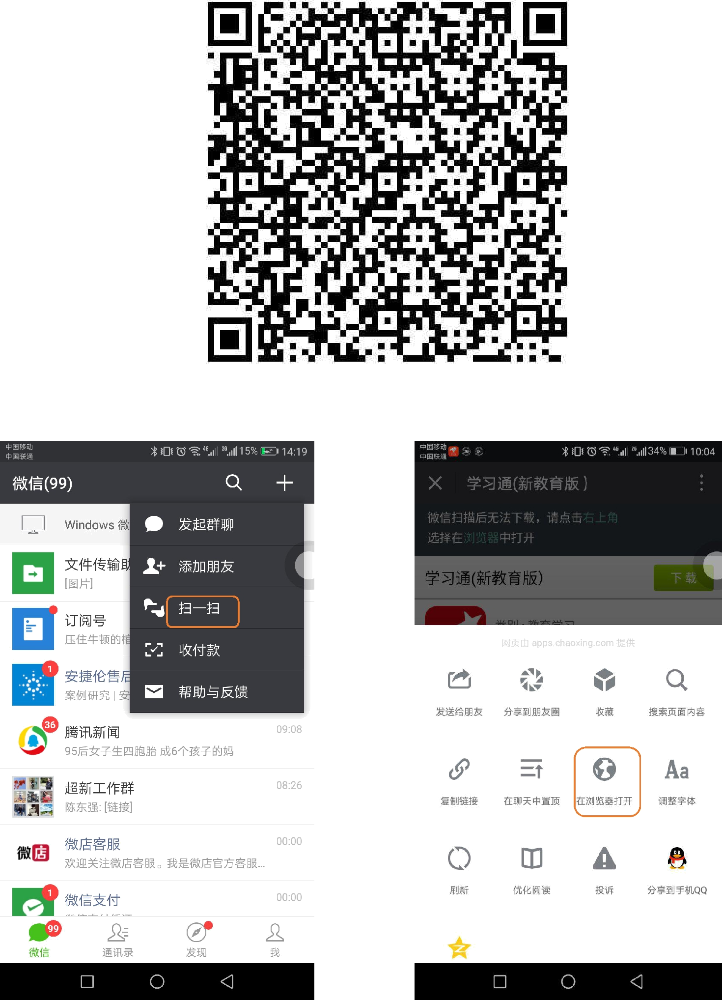 中国移动
中国联通
4G
2G
15%
14:19
微信(99)
Windows 微
发起群聊
添加朋友
扫一扫
收付款
帮助与反馈
文件传输助
[图片]
订阅号
压住牛顿的棺
1
安捷伦售后
案例研究 | 安
36
腾讯新闻
09:08
95后女子生四胞胎 成6个孩子的妈
超新工作群
08:26
陈东强: [链接]
微店
微店客服
00:00
欢迎关注微店客服。我是微店官方客服...
1
微信支付
00:00
99
微信
通讯录
发现
我
中国移动
中国联通
4G
2G
34%
10:04
学习通(新教育版)
微信扫描后无法下载，请点击右上角
选择在浏览器中打开
学习通(新教育版)
下载
类别：教育学习
网页由 apps.chaoxing.com 提供
发送给朋友
分享到朋友圈
收藏
搜索页面内容
Aa
复制链接
在聊天中置顶
在浏览器打开
调整字体
刷新
优化阅读
投诉
分享到手机QQ